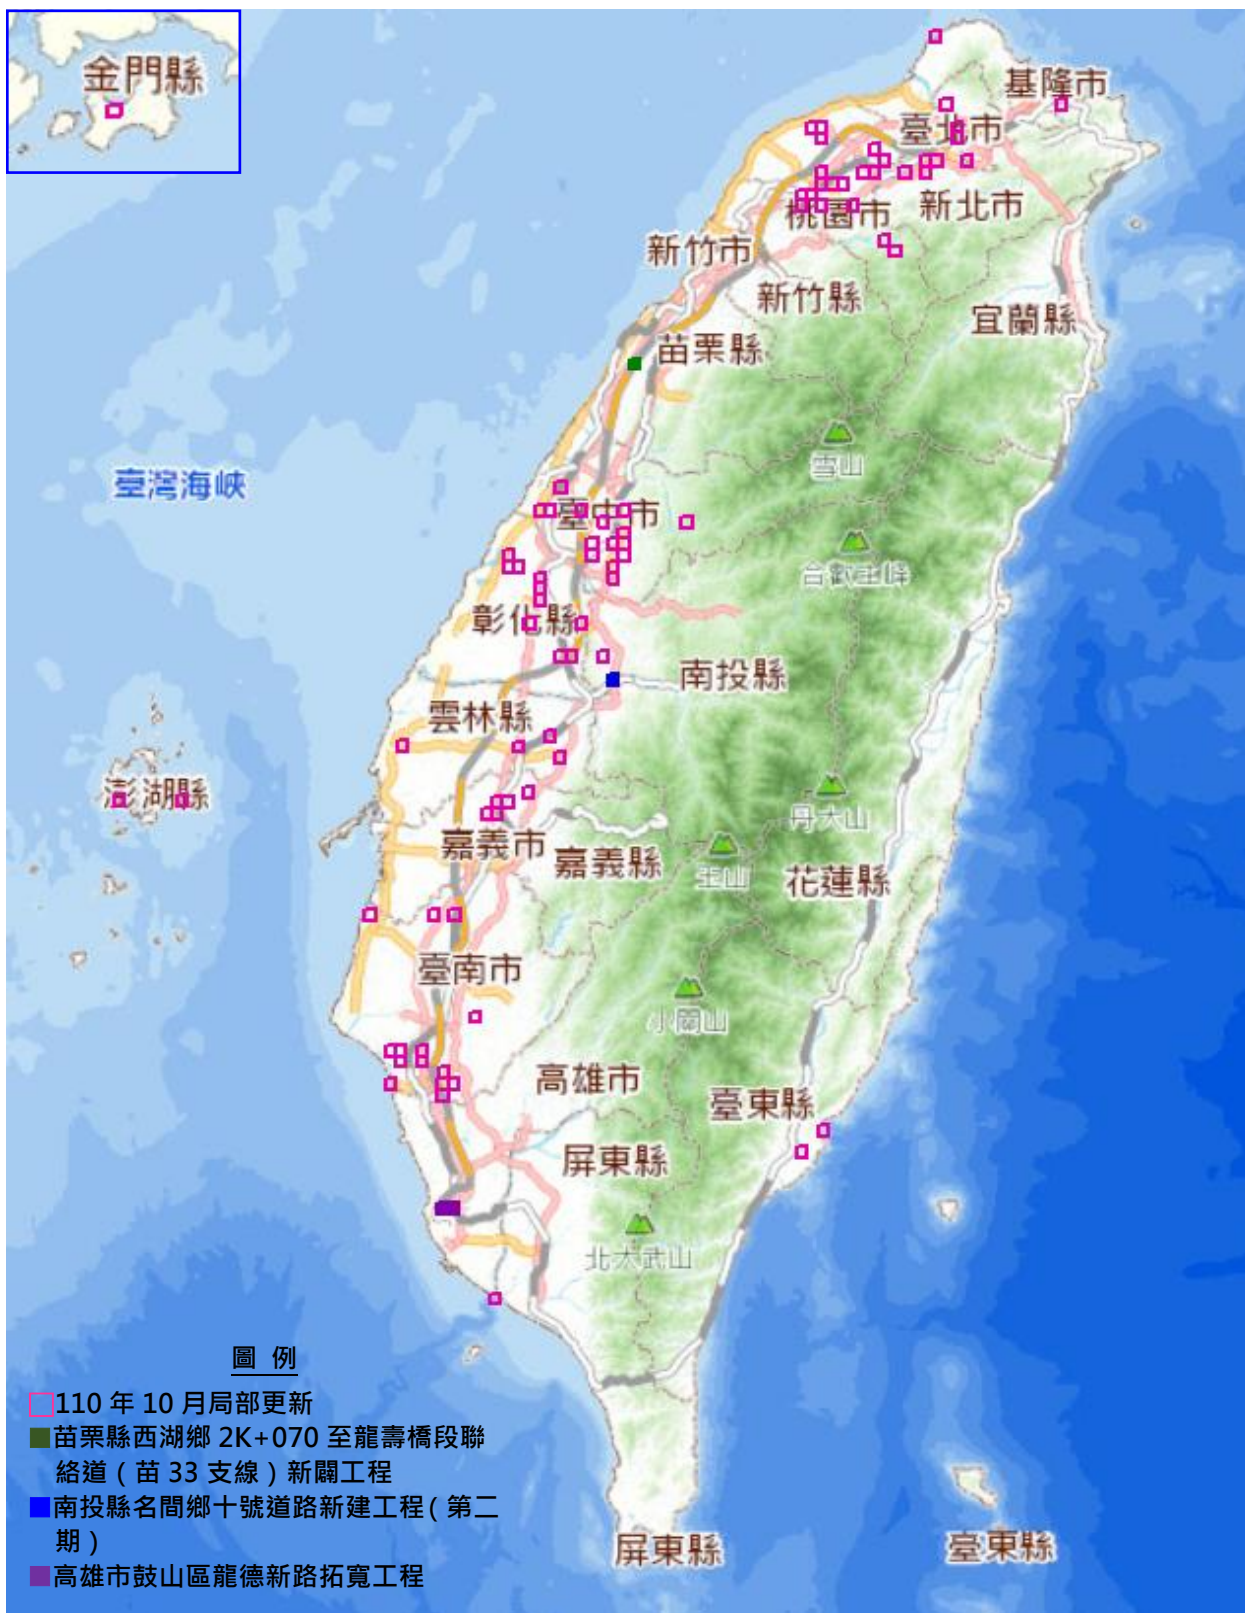 金門縣
基隆市
臺北市
新北市
桃園市
新竹市
新竹縣
宜蘭縣
苗栗縣
雪山
臺灣海峽
臺中市
合歡主峰
彰化縣
南投縣
雲林縣
澎湖縣
丹大山
嘉義市
嘉義縣
玉山
花蓮縣
臺南市
小關山
高雄市
臺東縣
屏東縣
北大武山
圖 例
110 年 10 月局部更新
苗栗縣西湖鄉 2K+070 至龍壽橋段聯
絡道（苗 33 支線）新闢工程
南投縣名間鄉十號道路新建工程（第二
期）
高雄市鼓山區龍德新路拓寬工程
屏東縣
臺東縣